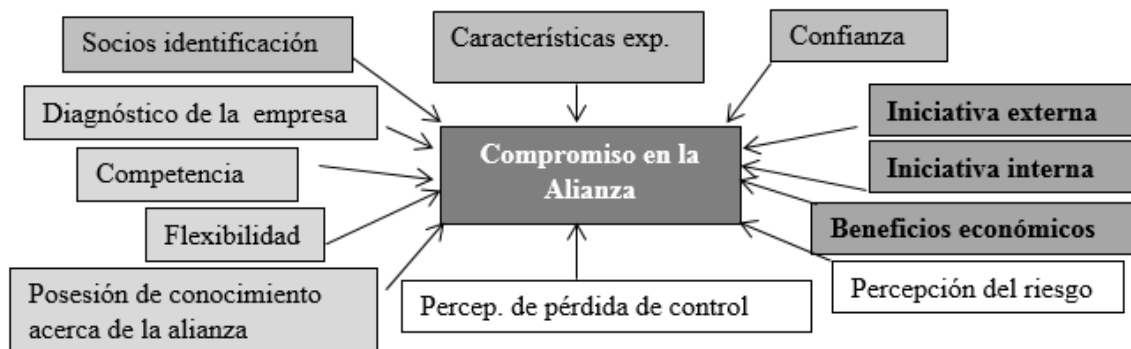 Socios identificación
Características exp.
Confianza
Diagnóstico de la empresa
Iniciativa externa
Compromiso en la
Alianza
Competencia
Iniciativa interna
Flexibilidad
Beneficios económicos
Posesión de conocimiento
acerca de la alianza
Percep. de pérdida de control
Percepción del riesgo